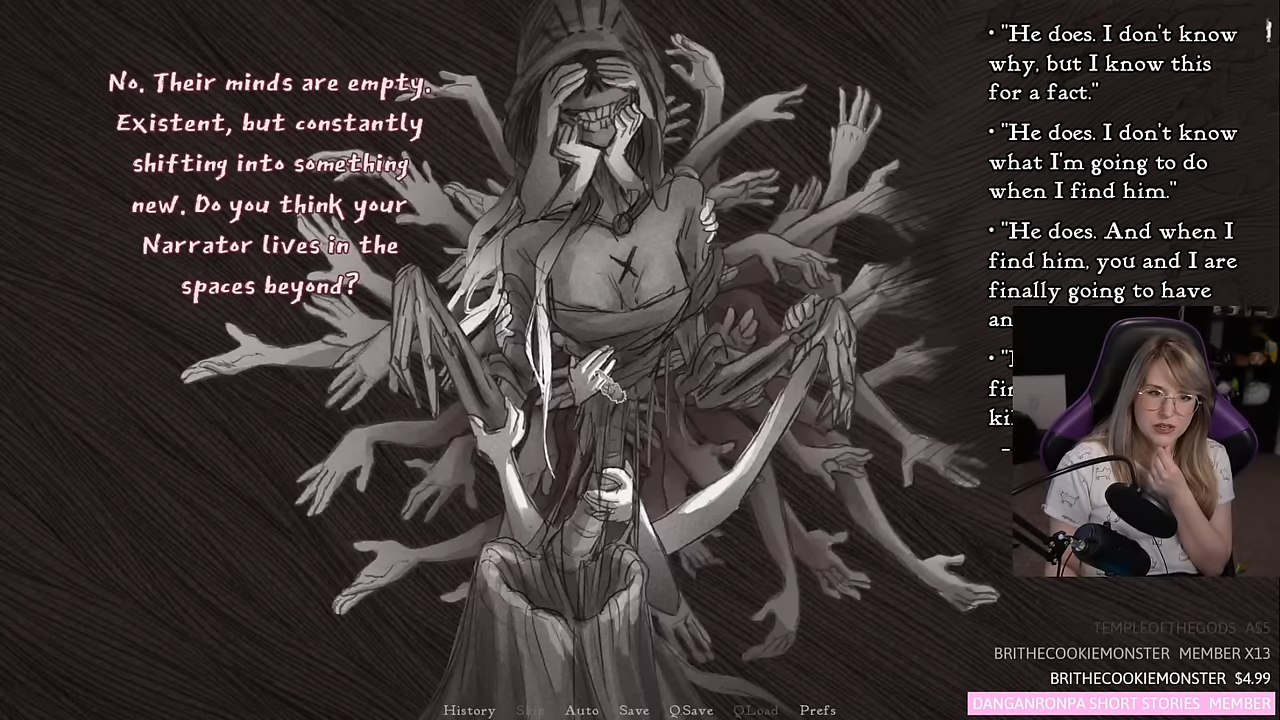 No. Their minds are empty.
Existent, but constantly
shifting into something
new. Do you think your
Narrator lives in the
spaces beyond?
• "He does. I don't know
why, but I know this
for a fact."
• "He does. I don't know
what I'm going to do
when I find him."
• "He does. And when I
find him, you and I are
finally going to have
TEMPLEOFTHEGODS A$5
BRITHECOOKIEMONSTER MEMBER X13
BRITHECOOKIEMONSTER $4.99
DANGANRONPA SHORT STORIES MEMBER
History Skip Auto Save Q.Save Q.Load Prefs